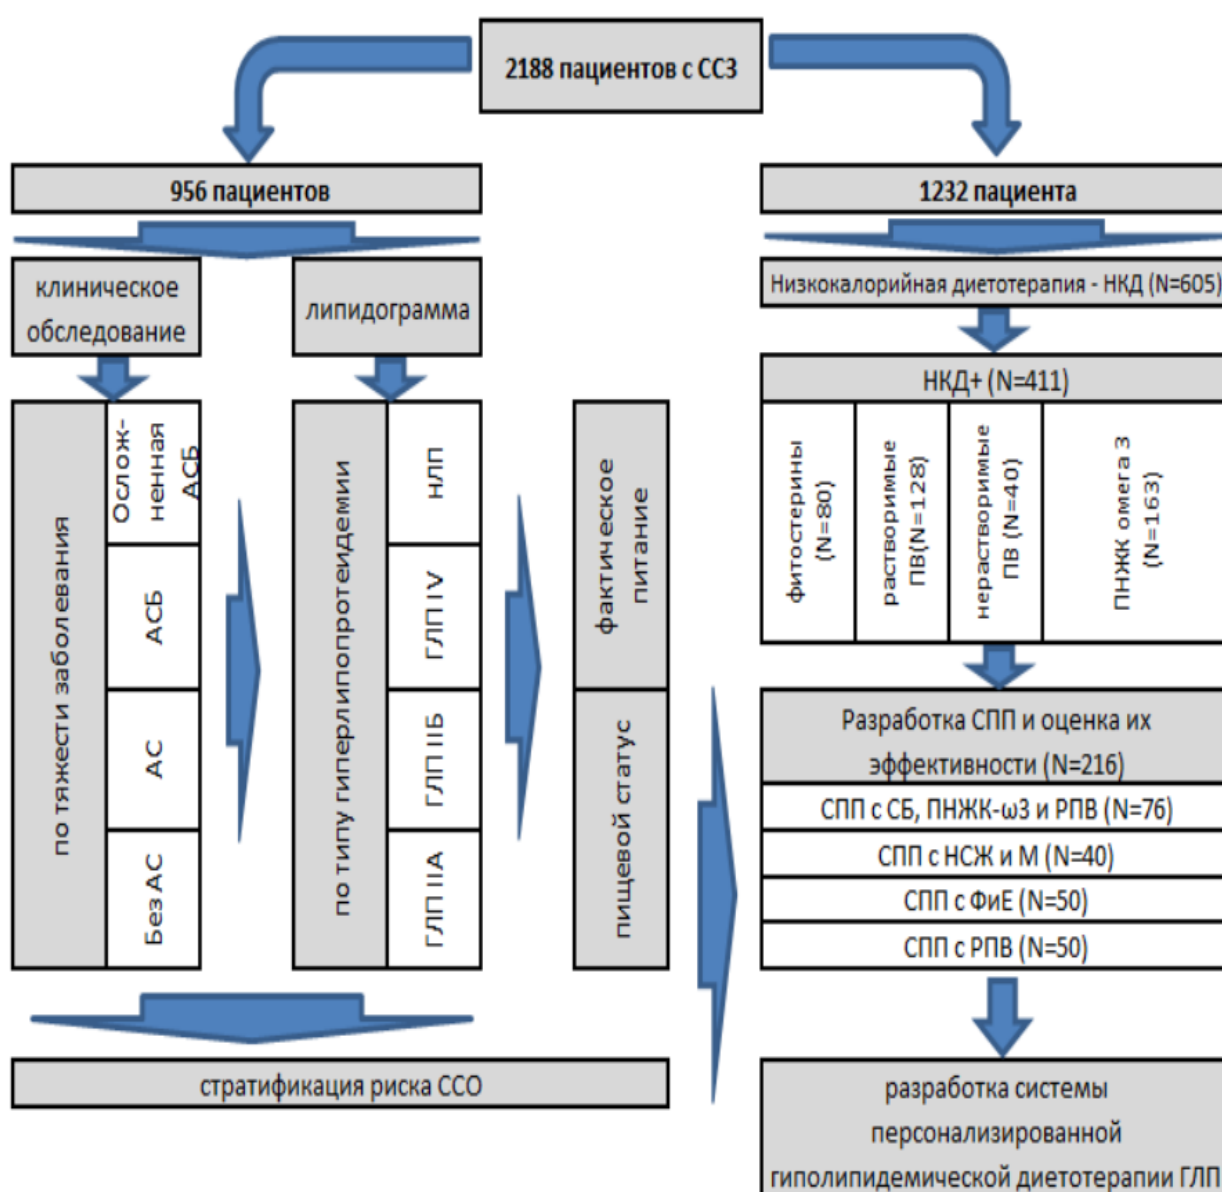 2188 пациентов с ССЗ
956 пациентов
1232 пациента
клиническое
обследование
липидограмма
Низкокалорийная диетотерапия - НКД (N=605)
НКД+ (N=411)
фитостерины
(N=80)
растворимые
ПВ(N=128)
нерастворимые
ПВ (N=40)
ПНЖК омега 3
(N=163)
по тяжести заболевания
Ослож-
ненная
АСБ
АСБ
АС
Без АС
по типу гиперлипопротеидемии
НЛП
ГЛП IV
ГЛП IIБ
ГЛП IIА
фактическое
питание
пищевой статус
Разработка СПП и оценка их
эффективности (N=216)
СПП с СБ, ПНЖК-ω3 и РПВ (N=76)
СПП с НСЖ и М (N=40)
СПП с ФиЕ (N=50)
СПП с РПВ (N=50)
стратификация риска ССО
разработка системы
персонализированной
гиполипидемической диетотерапии ГЛП